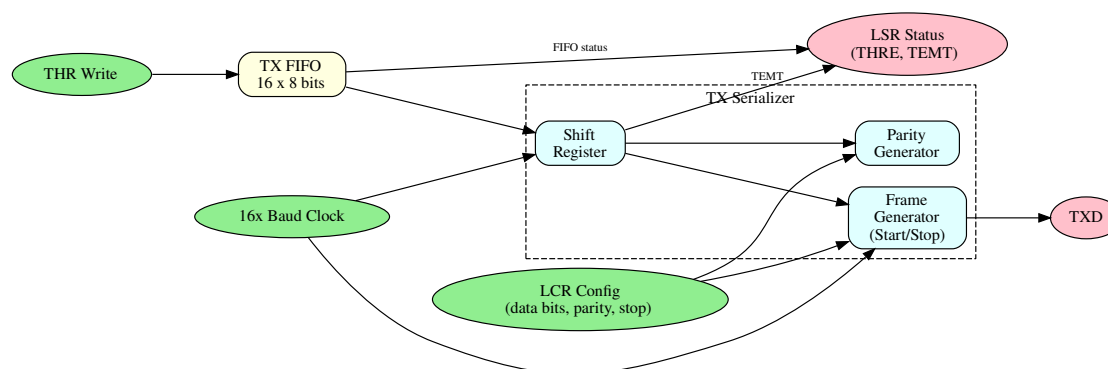 LSR Status
(THRE, TEMT)
FIFO status
THR Write
TX FIFO
16 x 8 bits
TEMT
TX Serializer
Shift
Register
Parity
Generator
16x Baud Clock
Frame
Generator
(Start/Stop)
TXD
LCR Config
(data bits, parity, stop)